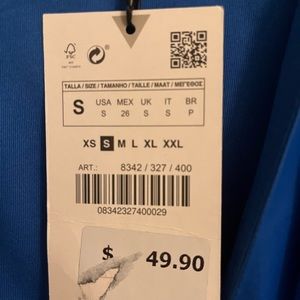 FSC
TALLA / SIZE / TAMANHO / TAILLE / MAAT / ΜΕΓΕΘΟΣ
S USA MEX UK IT BR
S 26 S S P
XS S M L XL XXL
ART.: 8342 / 327 / 400
08342327400029
$ 49.90